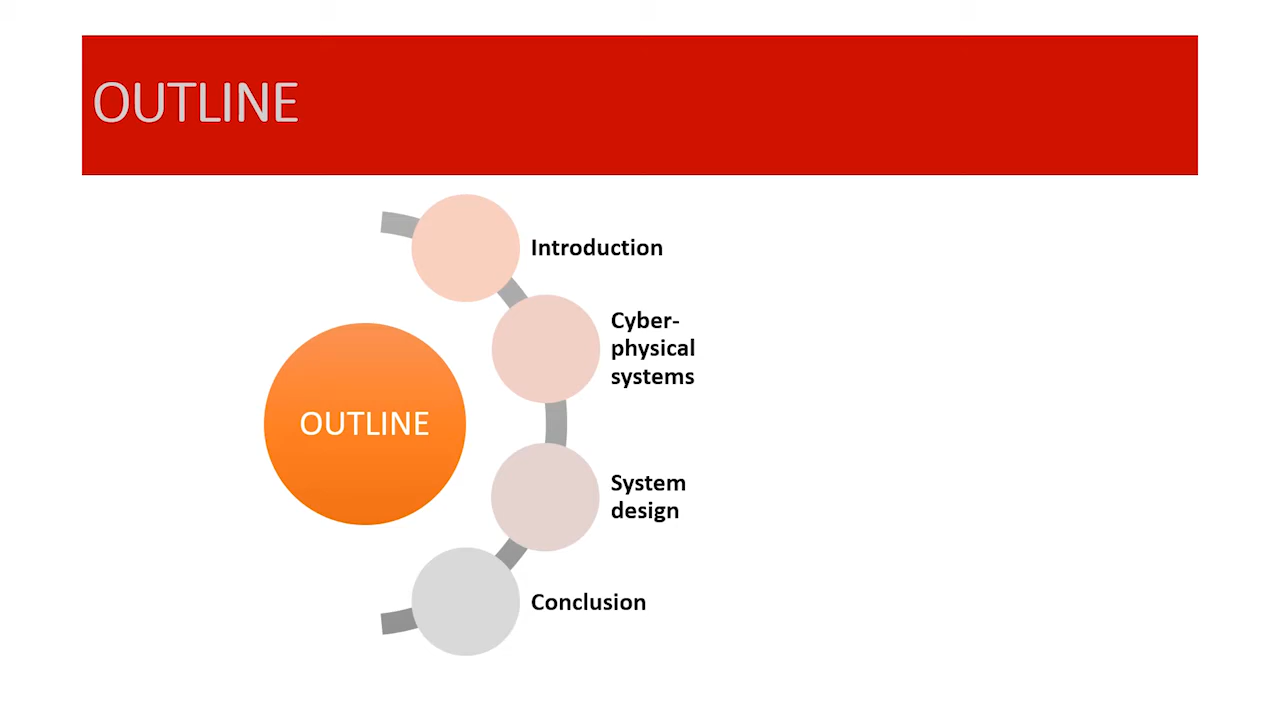 OUTLINE
Introduction
Cyber-
physical
systems
OUTLINE
System
design
Conclusion